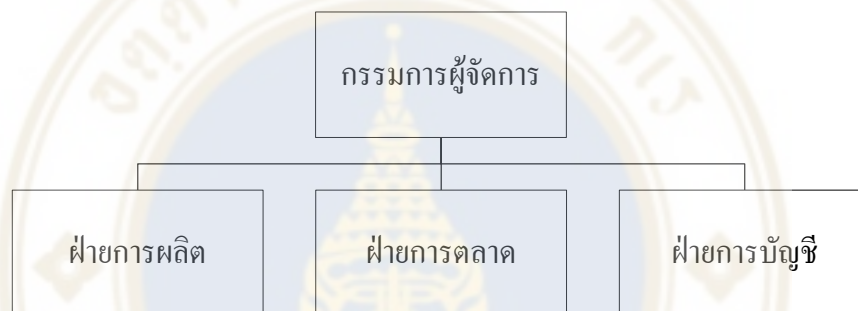 กรรมการผู้จัดการ
ฝ่ายการผลิต
ฝ่ายการตลาด
ฝ่ายการบัญชี